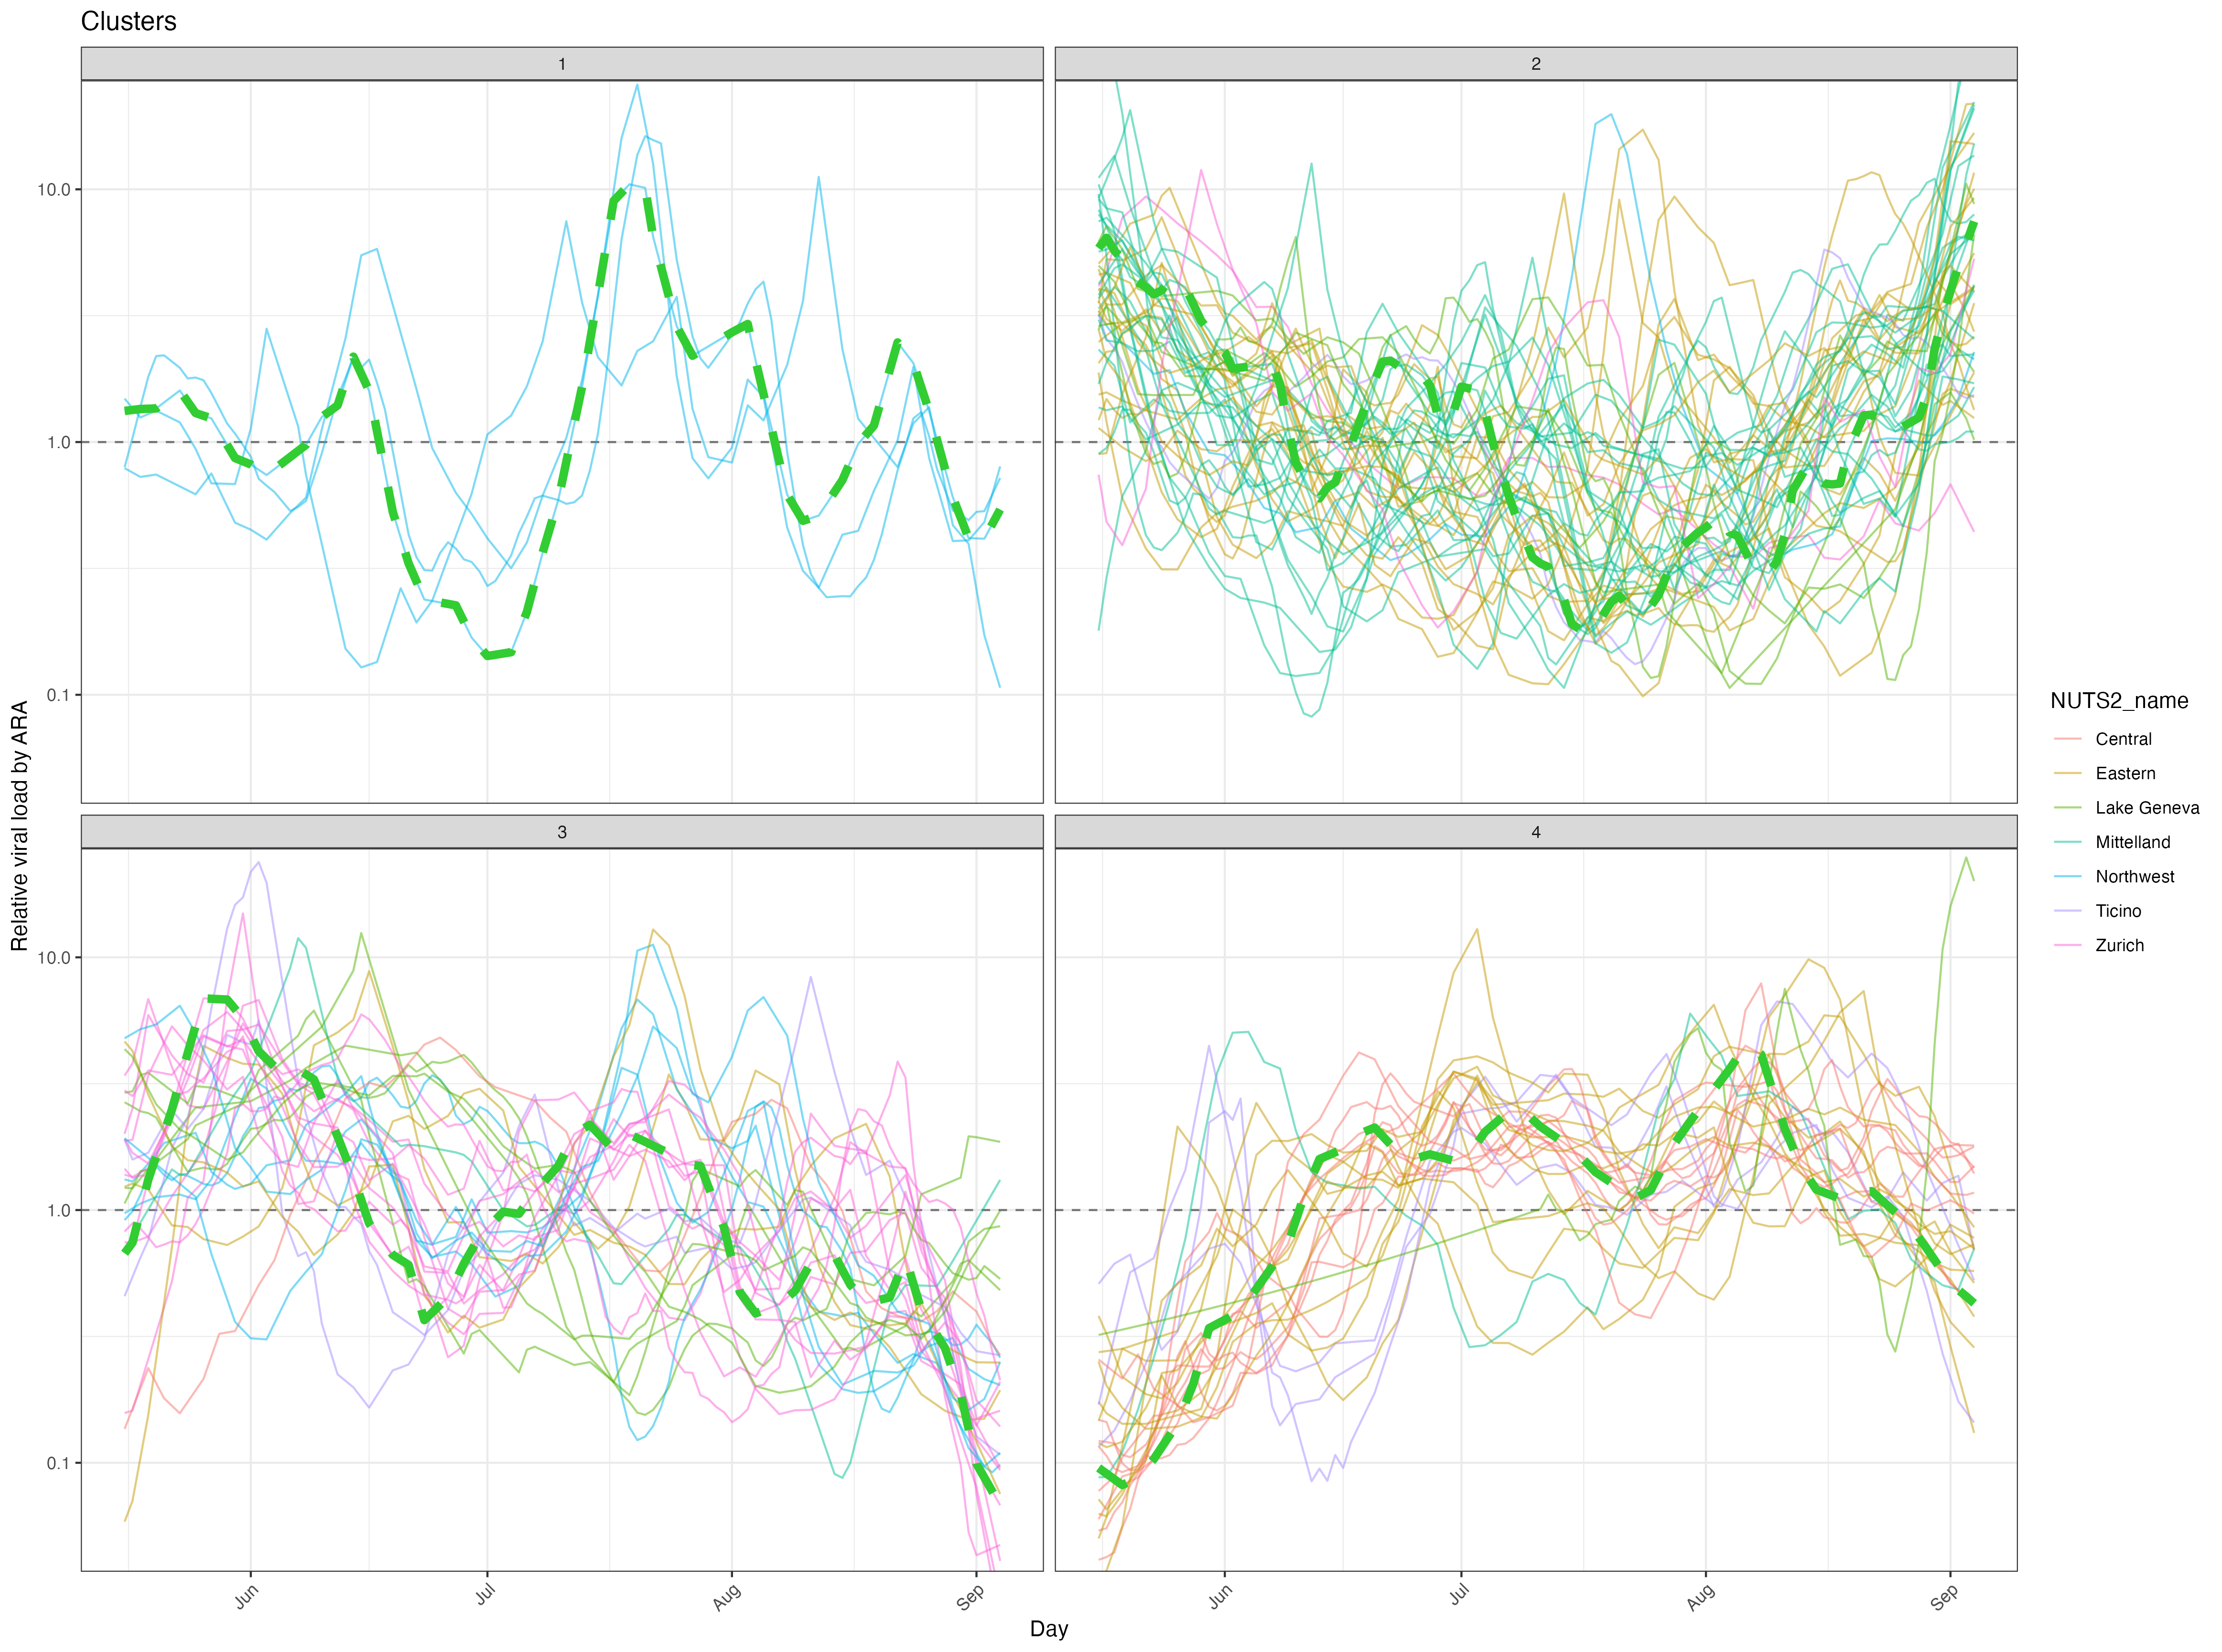 Clusters
1
2
10.0
1.0
0.1
3
4
10.0
1.0
0.1
Relative viral load by ARA
Jun
Jul
Aug
Sep
Jun
Jul
Aug
Sep
Day
NUTS2_name
Central
Eastern
Lake Geneva
Mittelland
Northwest
Ticino
Zurich